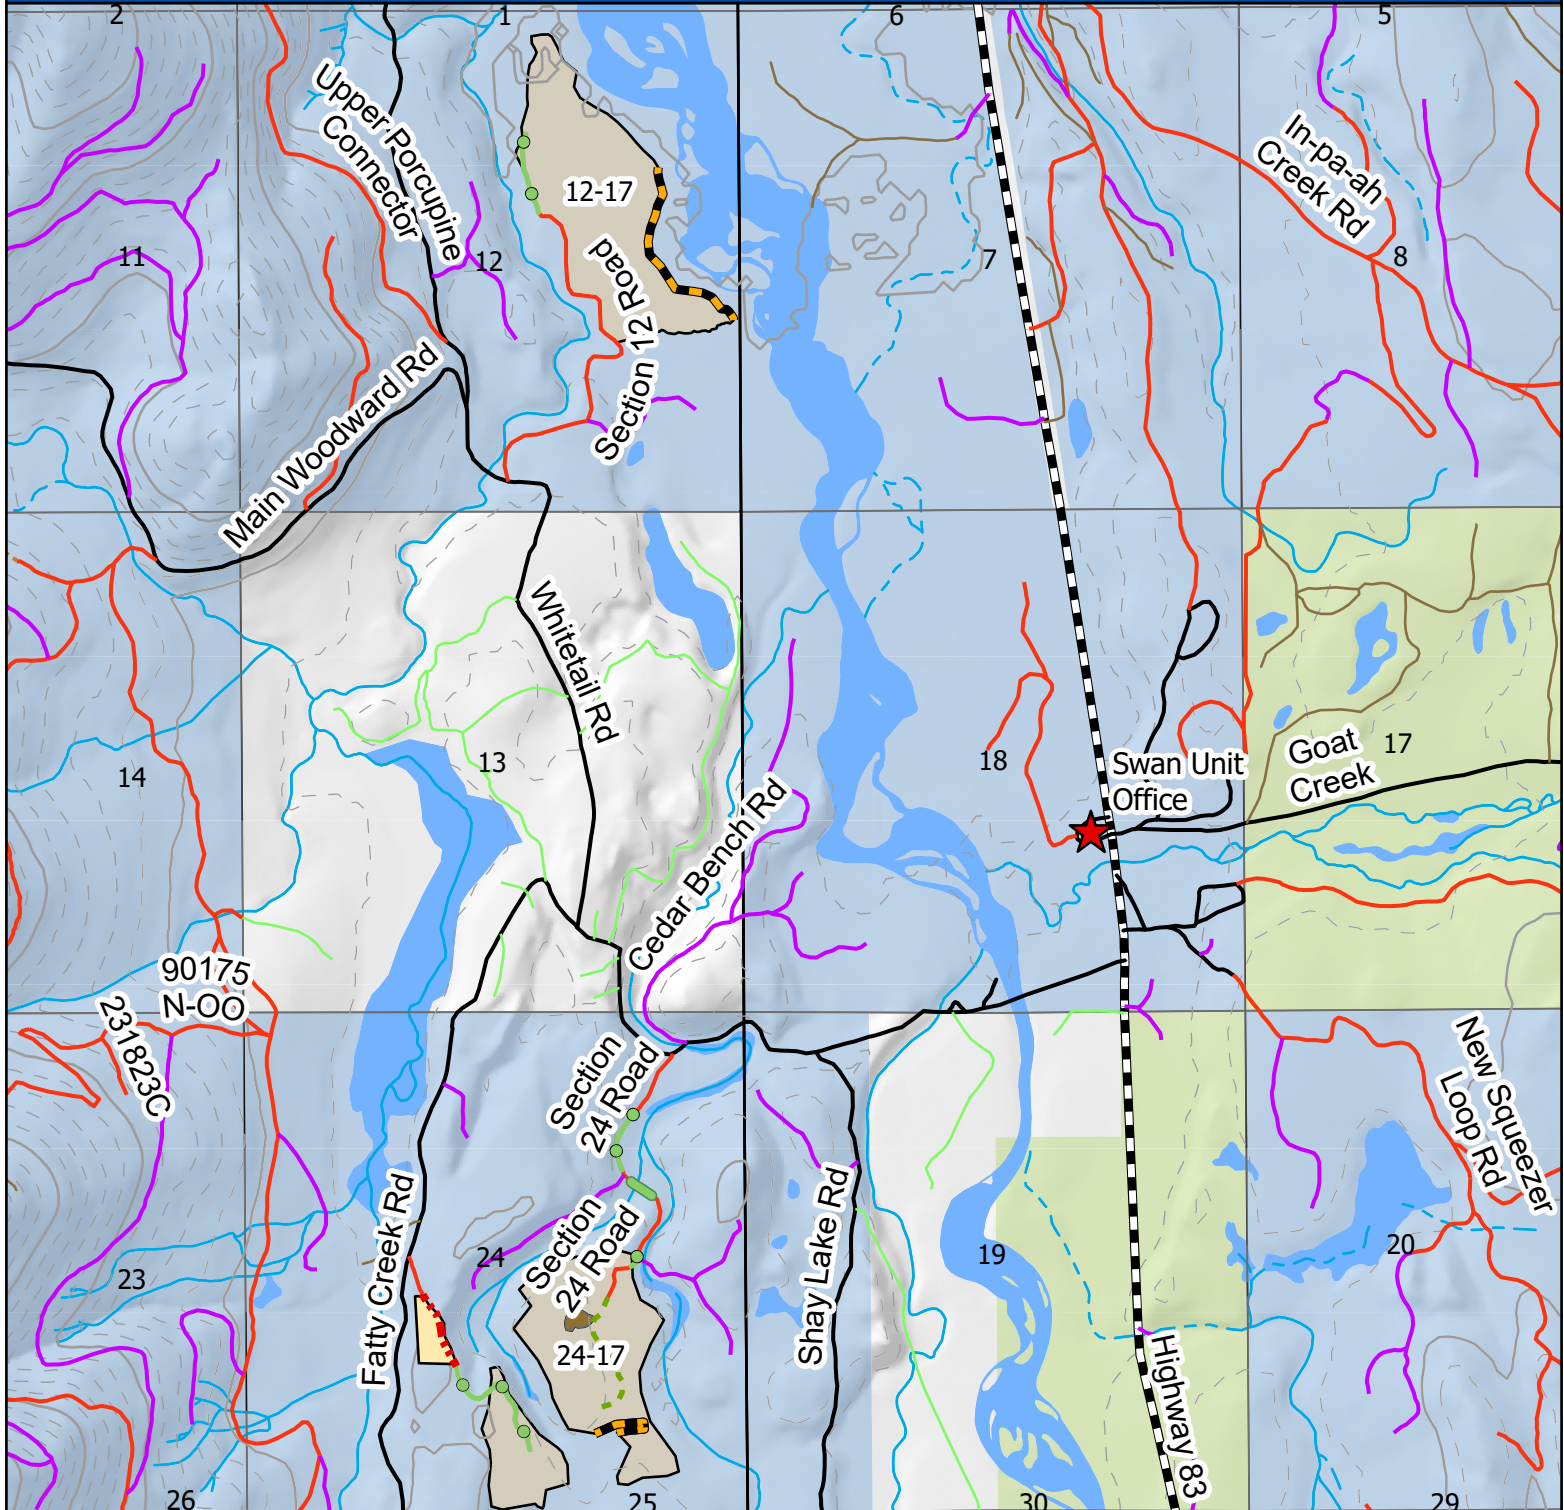 2
1
6
5
Upper Porcupine
Connector
In-pa-ah
Creek Rd
12-17
11
12
7
8
Section 12 Road
Main Woodward Rd
Whitetail Rd
14
13
18
Swan Unit
Office
Goat
Creek
17
Cedar Bench Rd
90175
N-OO
231823C
Section
24 Road
New Squeezer
Loop Rd
Fatty Creek Rd
Section
24 Road
Shay Lake Rd
23
24
19
20
24-17
Highway 83
26
25
30
29